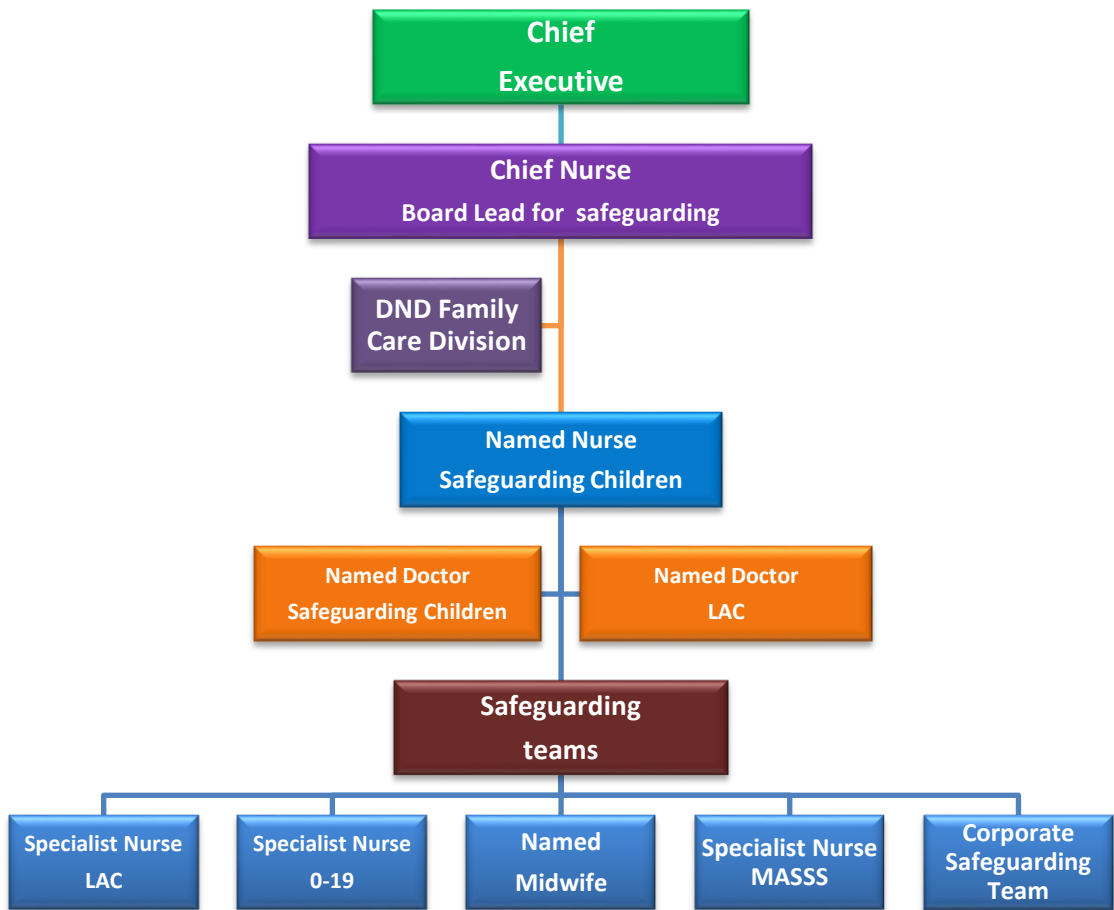 Chief
Executive
Chief Nurse
Board Lead for safeguarding
DND Family
Care Division
Named Nurse
Safeguarding Children
Named Doctor
Safeguarding Children
Named Doctor
LAC
Safeguarding
teams
Specialist Nurse
LAC
Specialist Nurse
0-19
Named
Midwife
Specialist Nurse
MASSS
Corporate
Safeguarding
Team